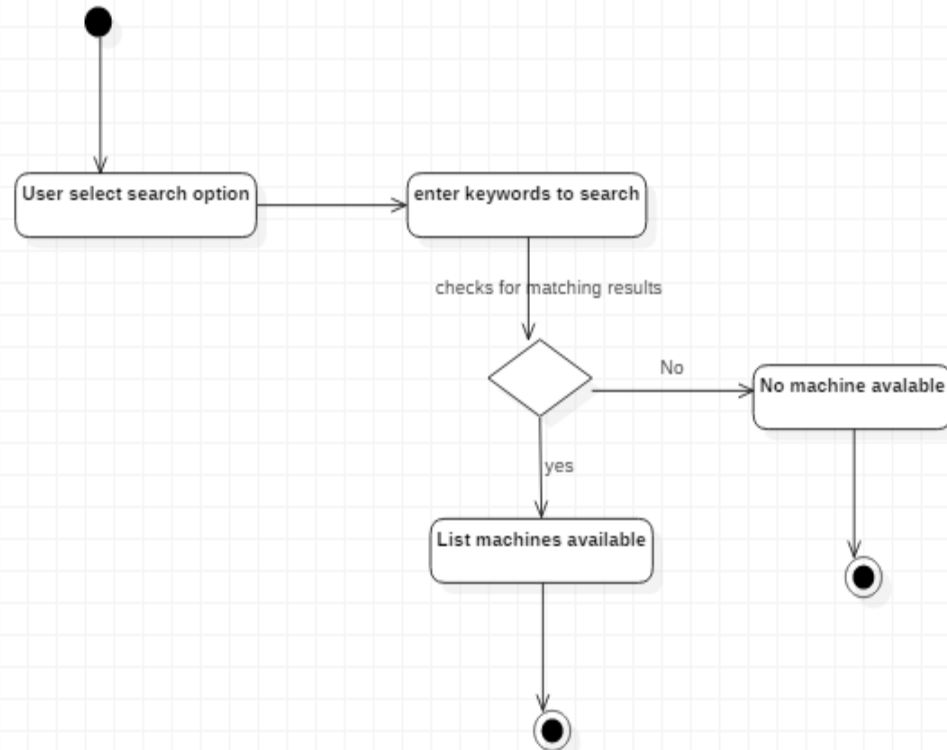 User select search option
enter keywords to search
checks for matching results
No
No machine avalable
yes
List machines available